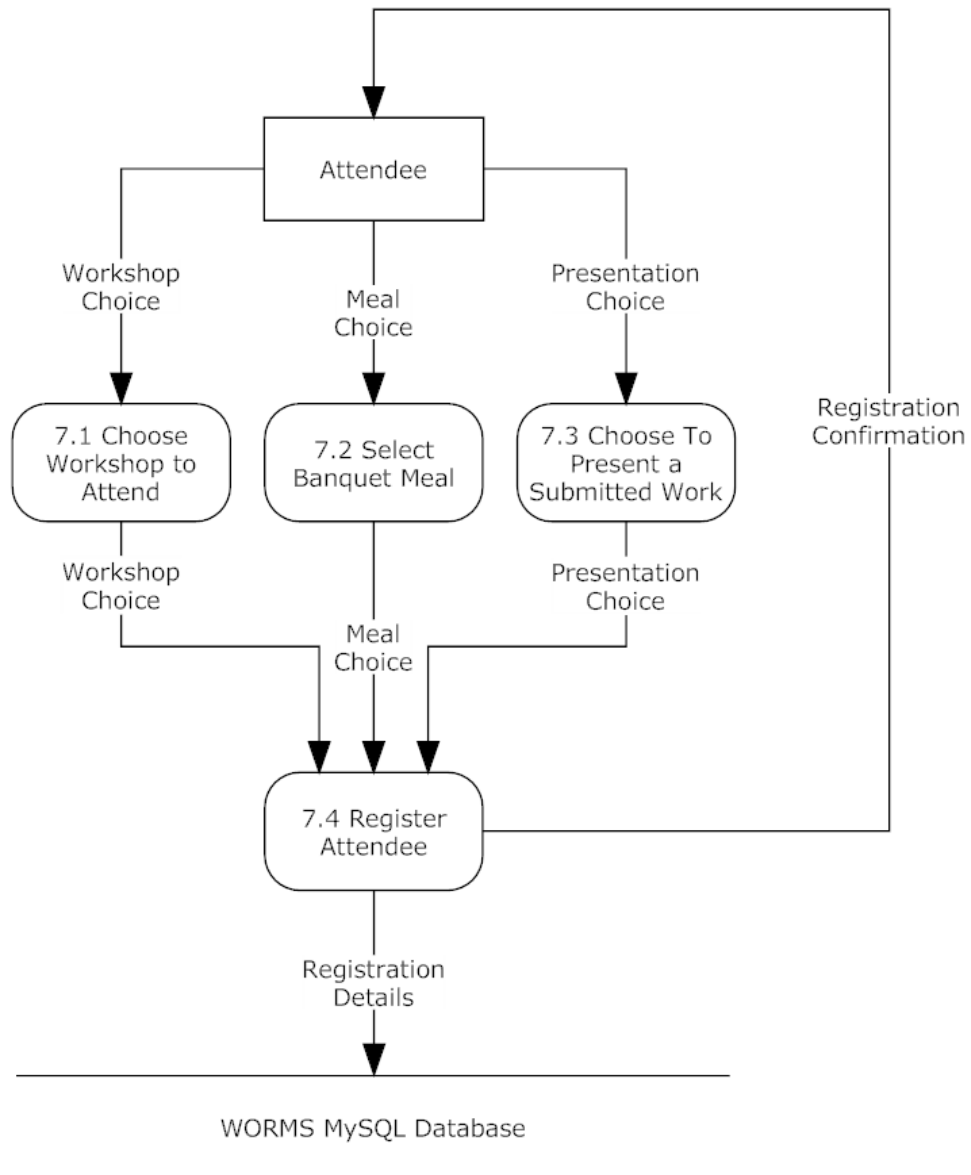 Attendee
Workshop
Choice
Meal
Choice
Presentation
Choice
7.1 Choose
Workshop to
Attend
7.2 Select
Banquet Meal
7.3 Choose To
Present a
Submitted Work
Registration
Confirmation
Workshop
Choice
Meal
Choice
Presentation
Choice
7.4 Register
Attendee
Registration
Details
WORMS MySQL Database